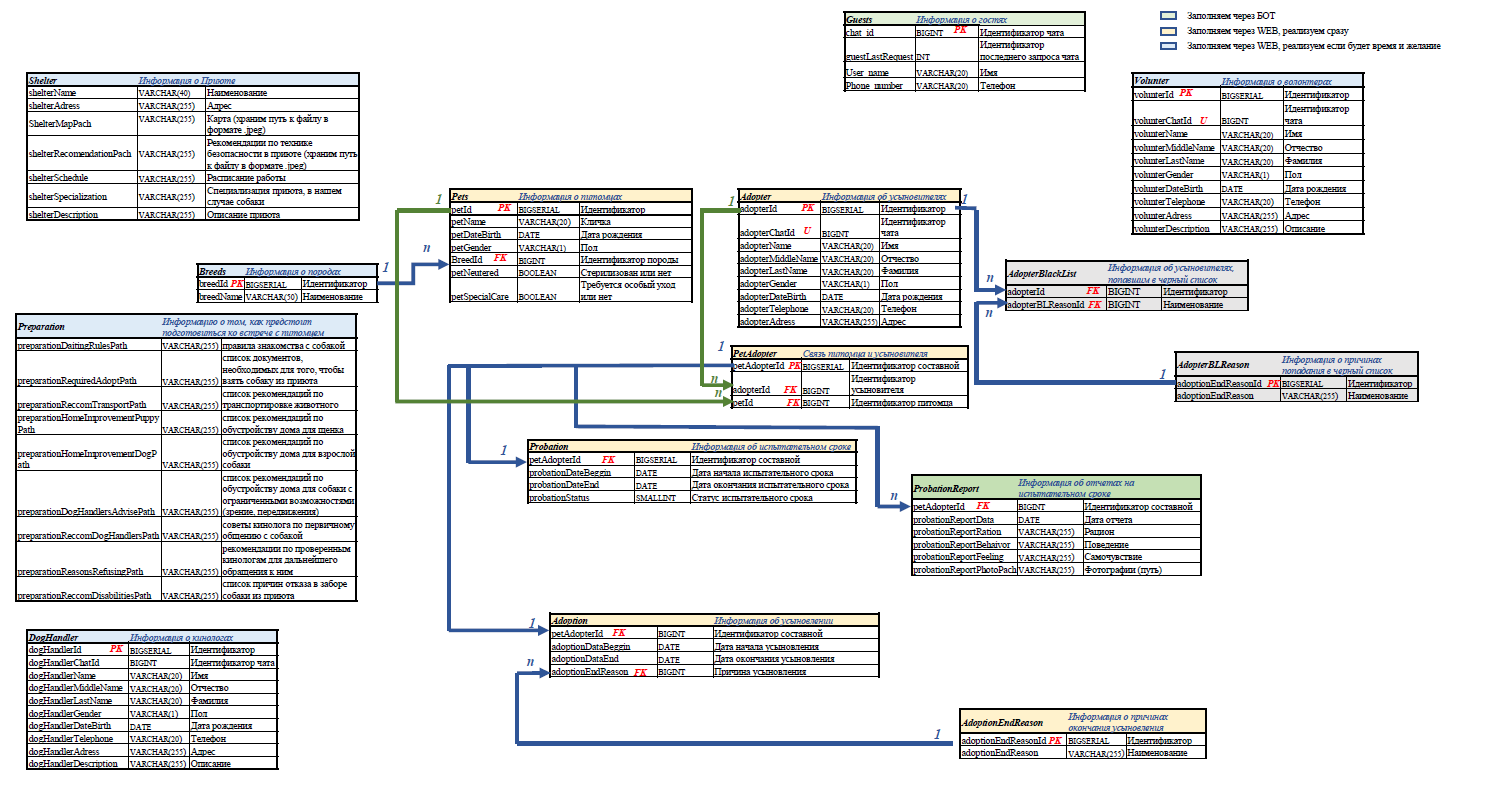 Guests Информация о гостях
chat_id BIGINT PK Идентификатор чата
guestLastRequest INT Идентификатор
последнего запроса чата
User_name VARCHAR(20) Имя
Phone_number VARCHAR(20) Телефон
Заполняем через БОТ
Заполняем через WEB, реализуем сразу
Заполняем через WEB, реализуем если будет время и желание
Shelter Информация о Приюте
shelterName VARCHAR(40) Наименование
shelterAdress VARCHAR(255) Адрес
ShelterMapPach VARCHAR(255) Карта (храним путь к файлу в
формате .jpeg)
shelterRecomendationPach VARCHAR(255) Рекомендации по технике
безопасности в приюте (храним путь
к файлу в формате .jpeg)
shelterSchedule VARCHAR(255) Расписание работы
shelterSpecialization VARCHAR(255) Специализация приюта, в нашем
случае собаки
shelterDescription VARCHAR(255) Описание приюта
Volunter Информация о волонтерах
volunterId PK BIGSERIAL Идентификатор
volunterChatId U BIGINT Идентификатор
чата
volunterName VARCHAR(20) Имя
volunterMiddleName VARCHAR(20) Отчество
volunterLastName VARCHAR(20) Фамилия
volunterGender VARCHAR(1) Пол
volunterDateBirth DATE Дата рождения
volunterTelephone VARCHAR(20) Телефон
volunterAdress VARCHAR(255) Адрес
volunterDescription VARCHAR(255) Описание
1
Pets Информация о питомцах
petId PK BIGSERIAL Идентификатор
petName VARCHAR(20) Кличка
petDateBirth DATE Дата рождения
petGender VARCHAR(1) Пол
BreedId FK BIGINT Идентификатор породы
petNeutered BOOLEAN Стерилизован или нет
petSpecialCare BOOLEAN Требуется особый уход
или нет
n
1
1
Adopter Информация об усыновителях
adopterId PK BIGSERIAL Идентификатор
adopterChatId U BIGINT Идентификатор
чата
adopterName VARCHAR(20) Имя
adopterMiddleName VARCHAR(20) Отчество
adopterLastName VARCHAR(20) Фамилия
adopterGender VARCHAR(1) Пол
adopterDateBirth DATE Дата рождения
adopterTelephone VARCHAR(20) Телефон
adopterAdress VARCHAR(255) Адрес
1
Breeds Информация о породах
breedId PK BIGSERIAL Идентификатор
breedName VARCHAR(50) Наименование
n
AdopterBlackList Информация об усыновителях,
попавшим в черный список
adopterId FK BIGINT Идентификатор
adopterBLReasonId FK BIGINT Наименование
n
Preparation Информацию о том, как предстоит
подготовиться ко встрече с питомцем
preparationDaitingRulesPath VARCHAR(255) правила знакомства с собакой
preparationRequiredAdoptPath VARCHAR(255) список документов,
необходимых для того, чтобы
взять собаку из приюта
preparationReccomTransportPath VARCHAR(255) список рекомендаций по
транспортировке животного
preparationHomeImprovementPuppy
Path VARCHAR(255) список рекомендаций по
обустройству дома для щенка
preparationHomeImprovementDogP
ath VARCHAR(255) список рекомендаций по
обустройству дома для взрослой
собаки
preparationDogHandlersAdvisePath VARCHAR(255) список рекомендаций по
обустройству дома для собаки с
ограниченными возможностями
(зрение, передвижения)
preparationReccomDogHandlersPath VARCHAR(255) советы кинолога по первичному
общению с собакой
preparationReasonsRefusingPath VARCHAR(255) рекомендации по проверенным
кинологам для дальнейшего
обращения к ним
preparationReccomDisabilitiesPath VARCHAR(255) список причин отказа в заборе
собаки из приюта
1
PetAdopter Связь питомца и усыновителя
petAdopterId PK BIGSERIAL Идентификатор составной
adopterId FK BIGINT Идентификатор
усыновителя
petId FK BIGINT Идентификатор питомца
n
n
1
AdopterBLReason Информация о причинах
попадания в черный список
adoptionEndReasonId PK BIGSERIAL Идентификатор
adoptionEndReason VARCHAR(255) Наименование
1
Probation Информация об испытательном сроке
petAdopterId FK BIGSERIAL Идентификатор составной
probationDateBeggin DATE Дата начала испытательного срока
probationDateEnd DATE Дата окончания испытательного срока
probationStatus SMALLINT Статус испытательного срока
n
ProbationReport Информация об отчетах на
испытательном сроке
petAdopterId FK BIGINT Идентификатор составной
probationReportData DATE Дата отчета
probationReportRation VARCHAR(255) Рацион
probationReportBehaivor VARCHAR(255) Поведение
probationReportFeeling VARCHAR(255) Самочувствие
probationReportPhotoPach VARCHAR(255) Фотографии (путь)
1
Adoption Информация об усыновлении
petAdopterId FK BIGINT Идентификатор составной
adoptionDataBeggin DATE Дата начала усыновления
adoptionDataEnd DATE Дата окончания усыновления
adoptionEndReason FK BIGINT Причина усыновления
n
DogHandler Информация о кинологах
dogHandlerId PK BIGSERIAL Идентификатор
dogHandlerChatId BIGINT Идентификатор чата
dogHandlerName VARCHAR(20) Имя
dogHandlerMiddleName VARCHAR(20) Отчество
dogHandlerLastName VARCHAR(20) Фамилия
dogHandlerGender VARCHAR(1) Пол
dogHandlerDateBirth DATE Дата рождения
dogHandlerTelephone VARCHAR(20) Телефон
dogHandlerAdress VARCHAR(255) Адрес
dogHandlerDescription VARCHAR(255) Описание
1
AdoptionEndReason Информация о причинах
окончания усыновления
adoptionEndReasonId PK BIGSERIAL Идентификатор
adoptionEndReason VARCHAR(255) Наименование